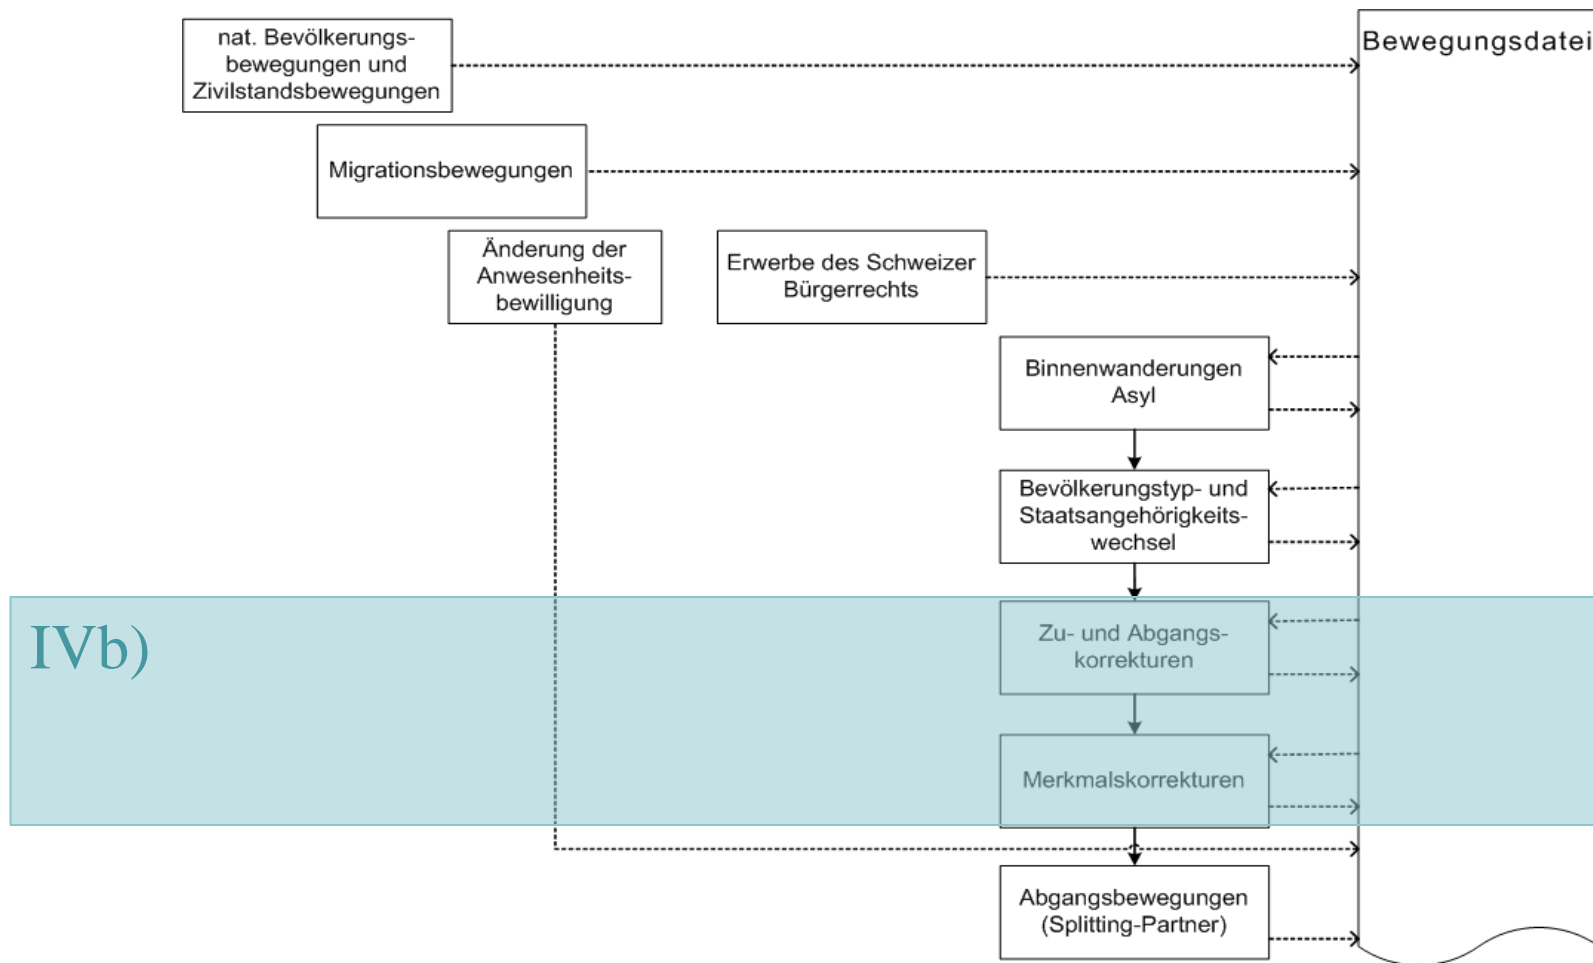 nat. Bevölkerungs-
bewegungen und
Zivilstandsbewegungen
Bewegungsdatei
Migrationsbewegungen
Änderung der
Anwesenheits-
bewilligung
Erwerbe des Schweizer
Bürgerrechts
Binnenwanderungen
Asyl
Bevölkerungstyp- und
Staatsangehörigkeits-
wechsel
IVb)
Zu- und Abgangs-
korrekturen
Merkmalskorrekturen
Abgangsbewegungen
(Splitting-Partner)